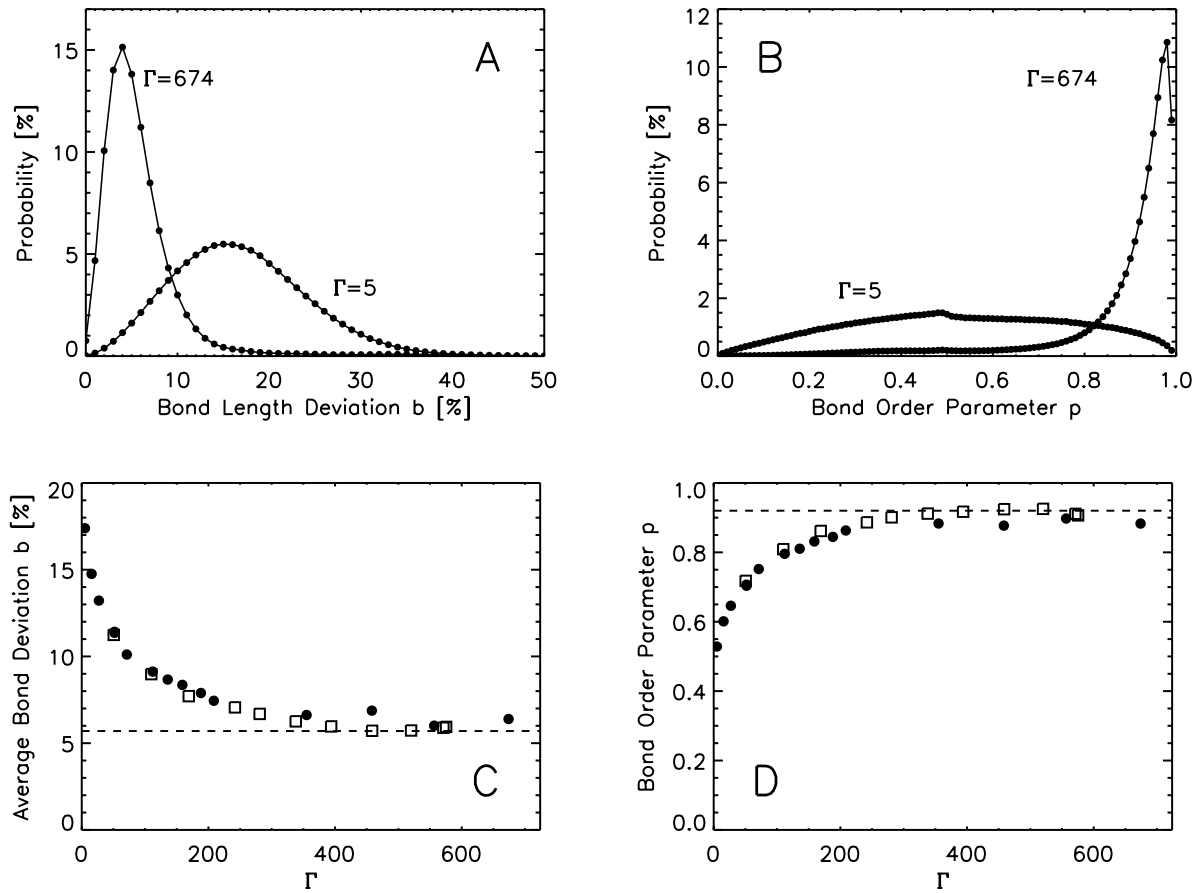 A
Γ=674
Γ=5
Probability [%]
15
10
5
0
0 10 20 30 40 50
Bond Length Deviation b [%]
B
Γ=674
Γ=5
Probability [%]
12
10
8
6
4
2
0
0.0 0.2 0.4 0.6 0.8 1.0
Bond Order Parameter p
C
Average Bond Deviation b [%]
20
15
10
5
0
0 200 400 600
Γ
D
Bond Order Parameter p
1.0
0.8
0.6
0.4
0.2
0.0
0 200 400 600
Γ